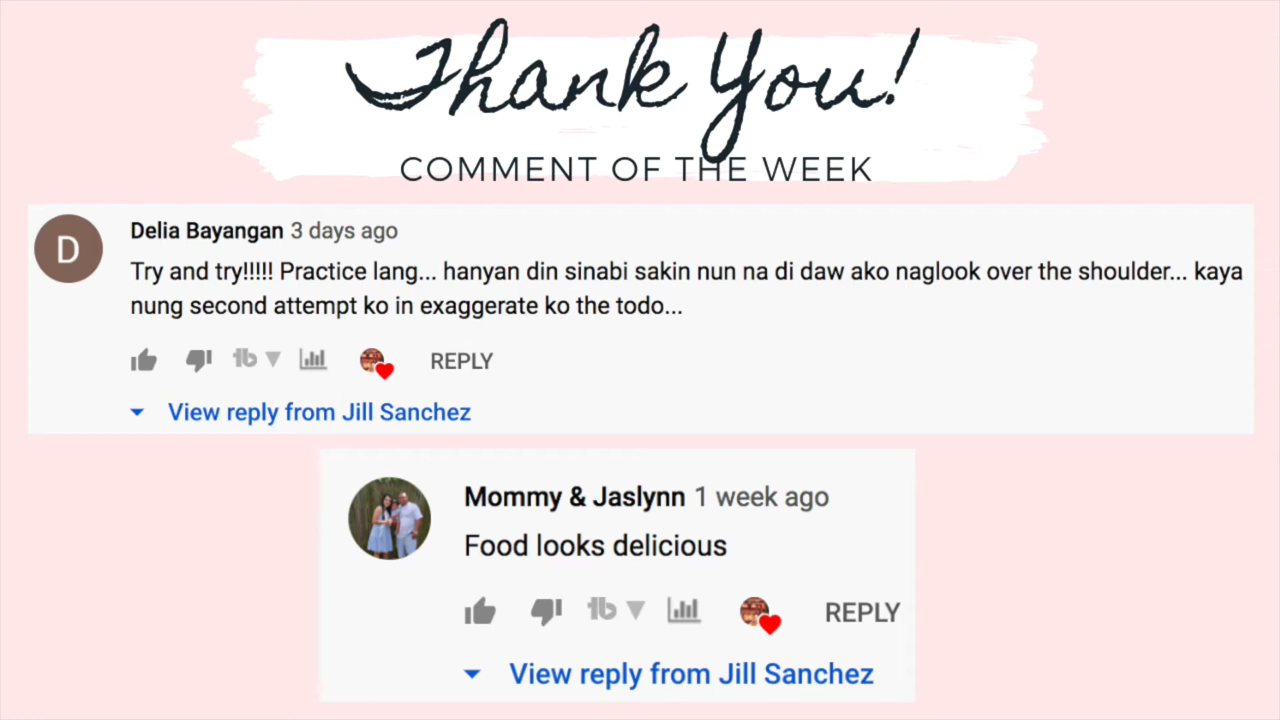 Thank You!
COMMENT OF THE WEEK
D
Delia Bayangan 3 days ago
Try and try!!!!! Practice lang... hanyan din sinabi sakin nun na di daw ako naglook over the shoulder... kaya
nung second attempt ko in exaggerate ko the todo...
tb
REPLY
View reply from Jill Sanchez
Mommy & Jaslynn 1 week ago
Food looks delicious
tb
REPLY
View reply from Jill Sanchez